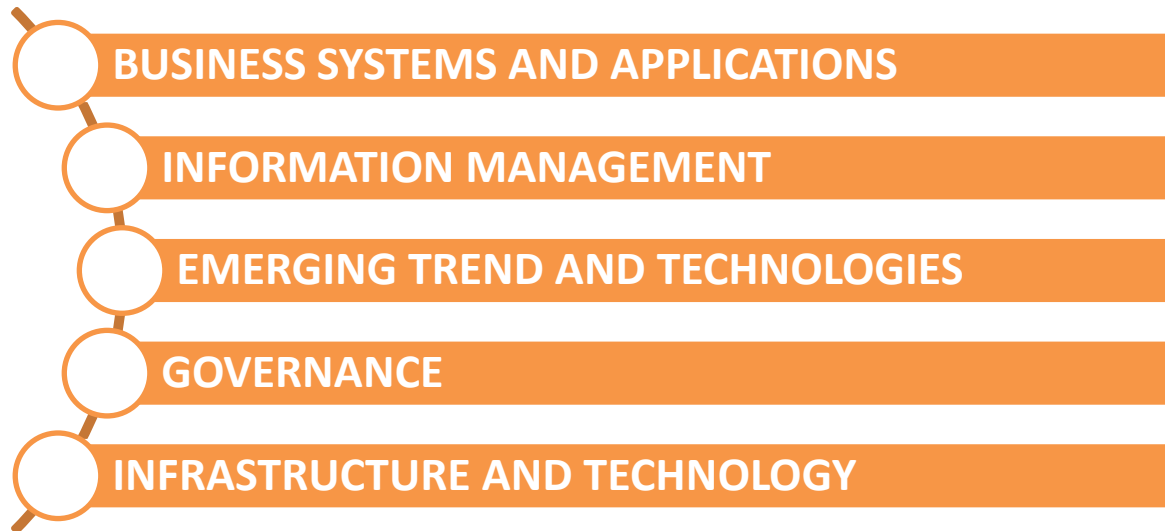 BUSINESS SYSTEMS AND APPLICATIONS
INFORMATION MANAGEMENT
EMERGING TREND AND TECHNOLOGIES
GOVERNANCE
INFRASTRUCTURE AND TECHNOLOGY